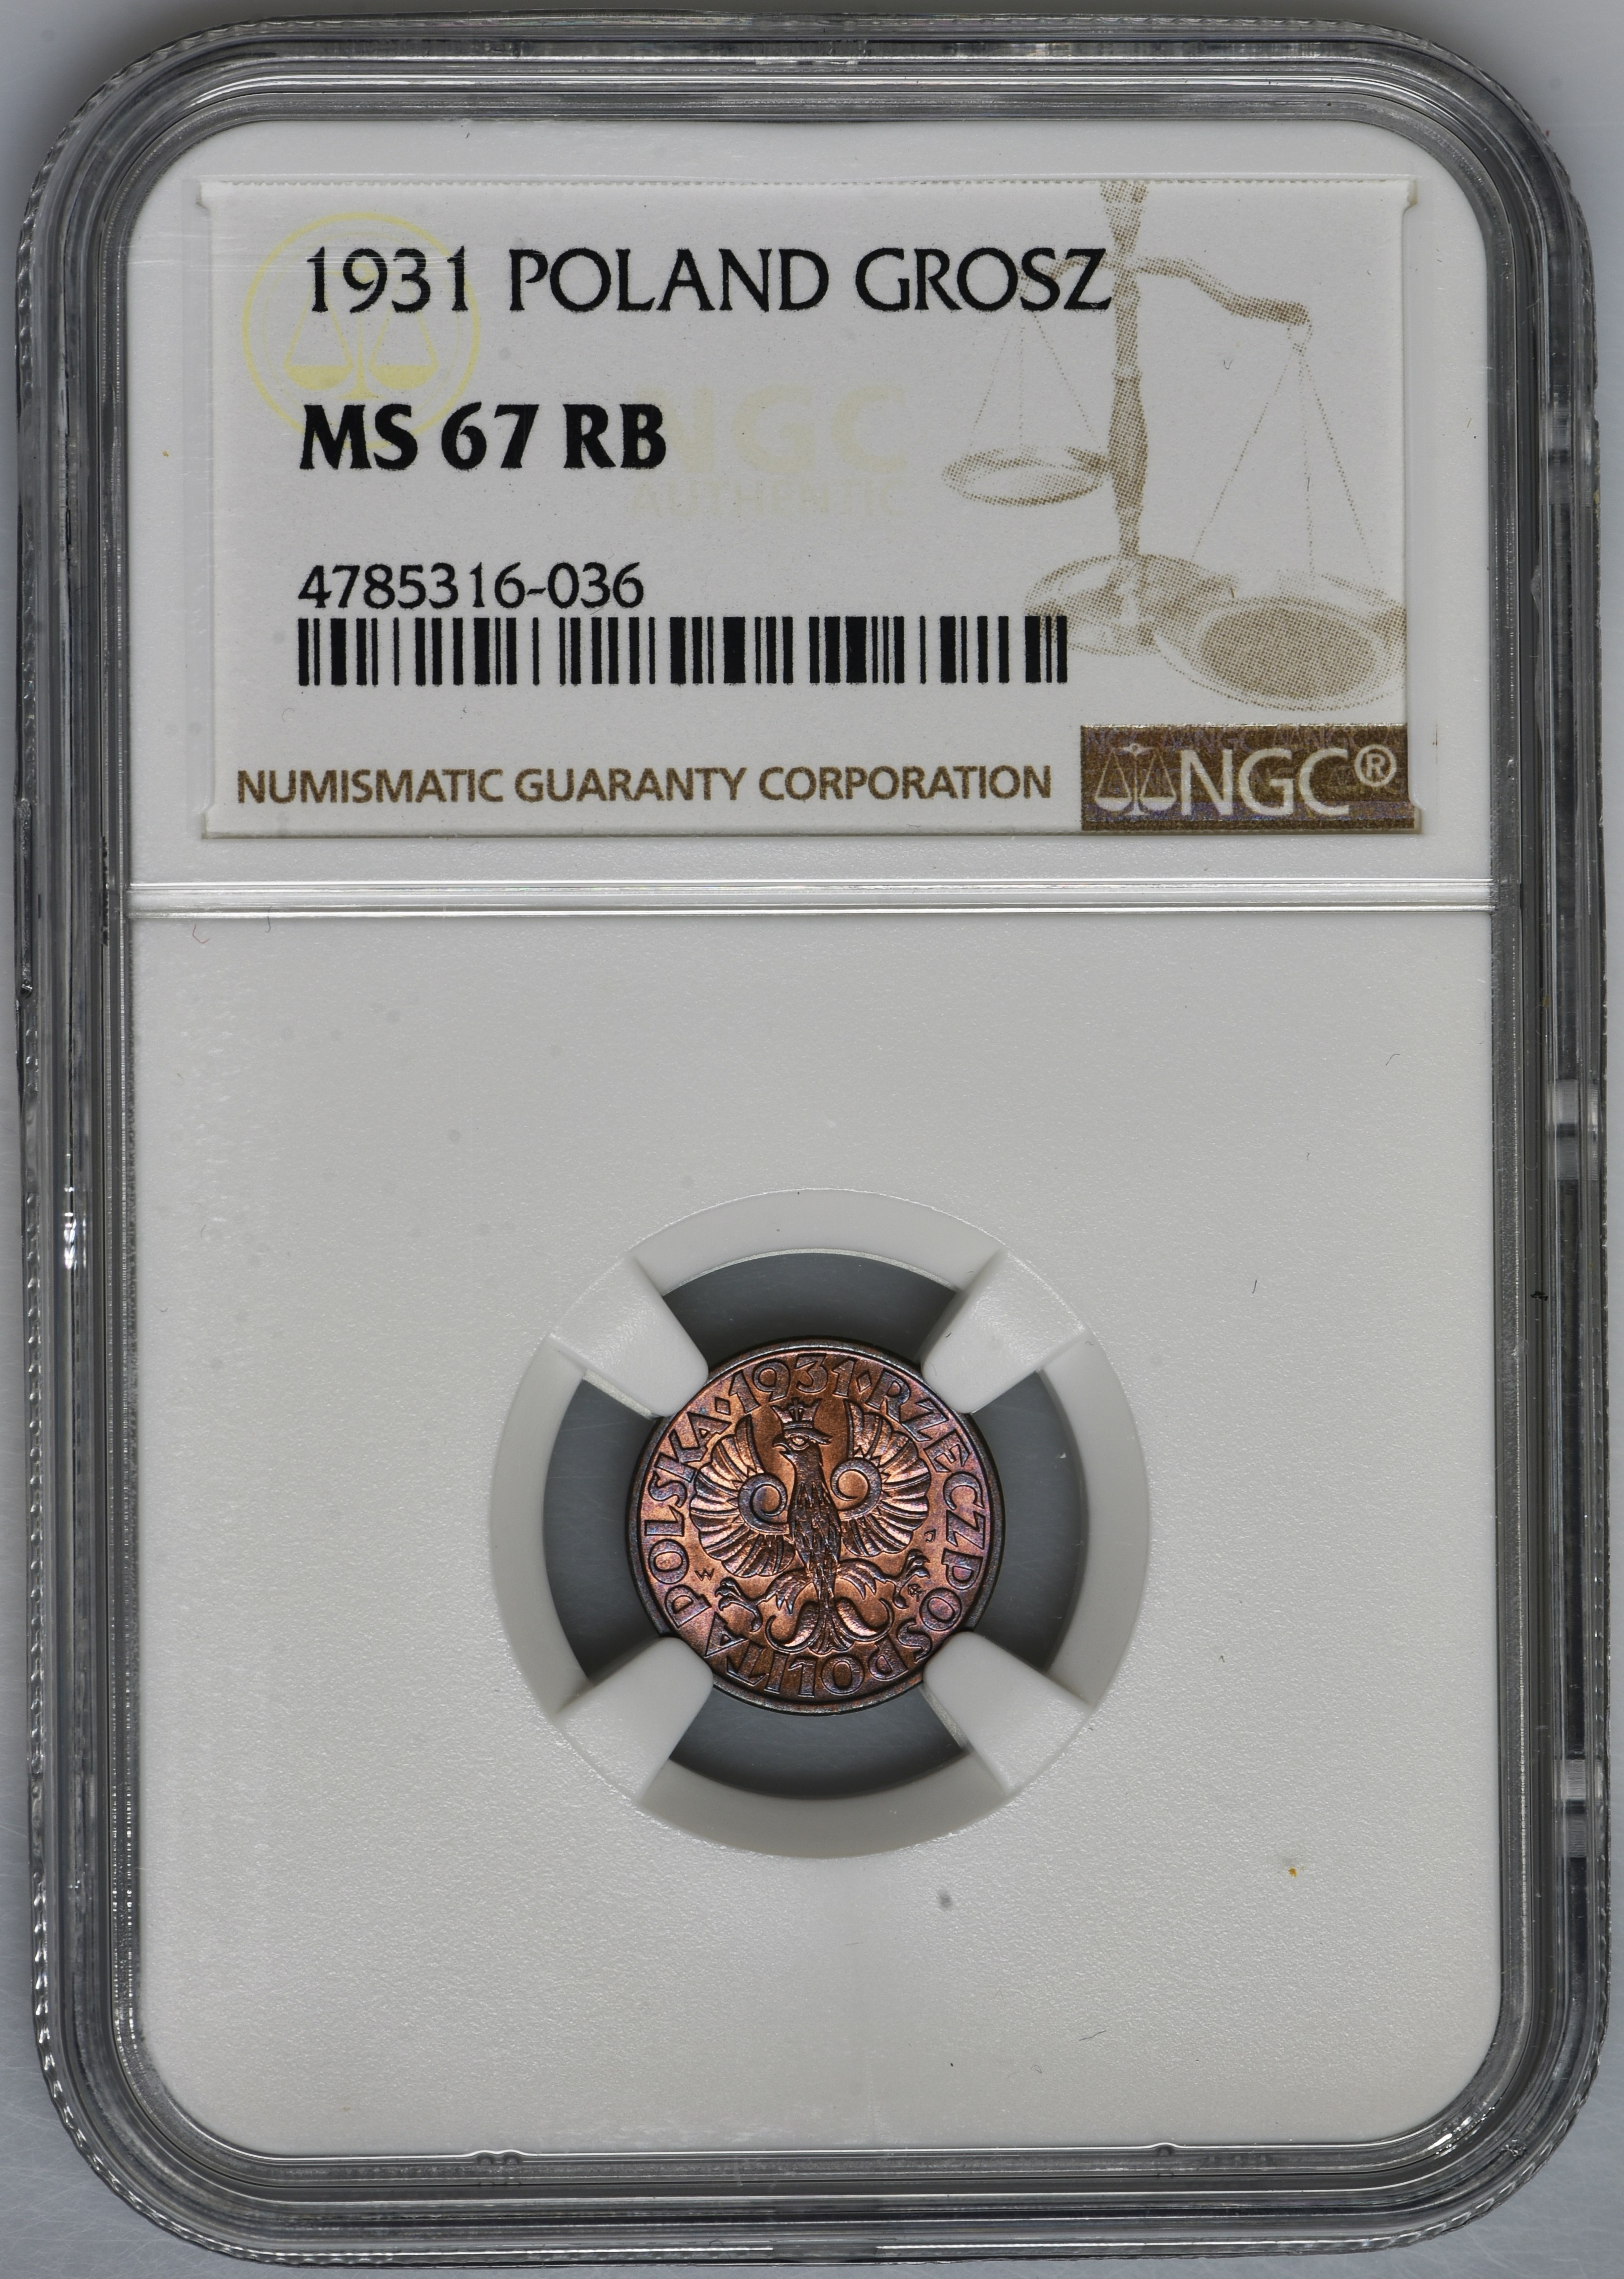 1931 POLAND GROSZ
MS 67 RB
NGC
AUTHENTIC
4785316-036
NUMISMATIC GUARANTY CORPORATION
NGC®
1931·RZECZPOSPOLITA POLSKA·
W